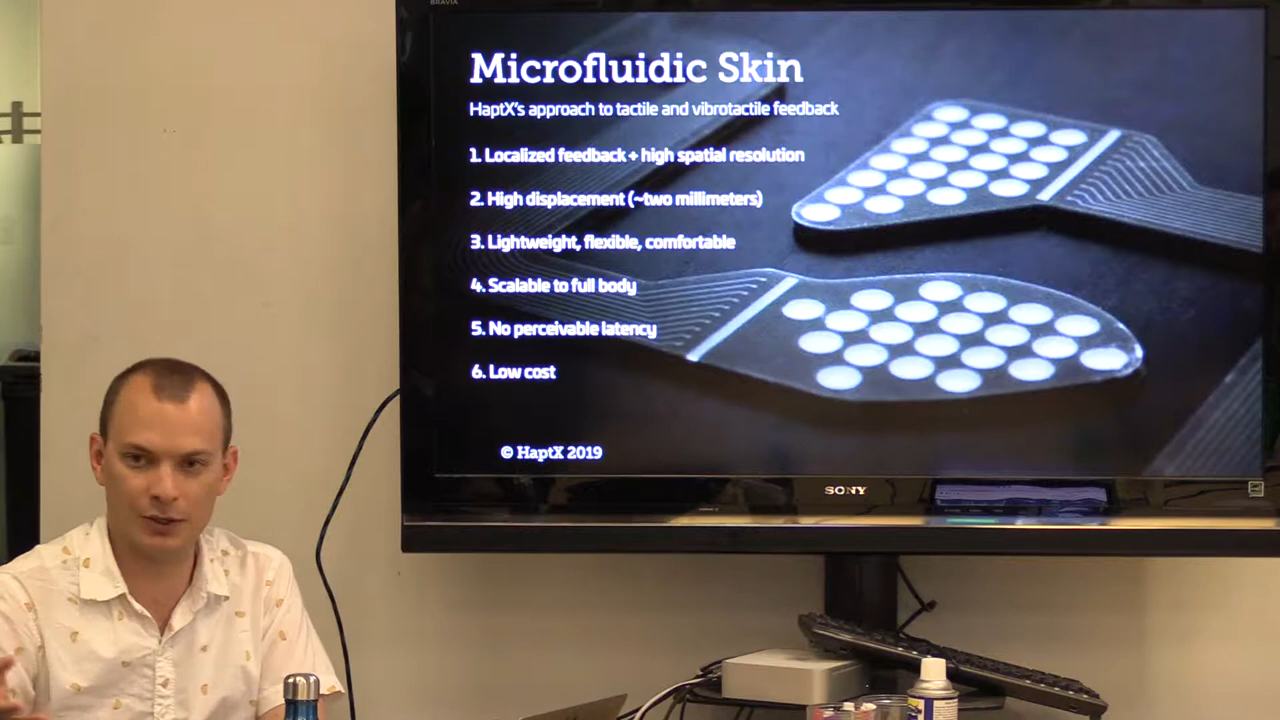 BRAVIA
Microfluidic Skin
HaptX's approach to tactile and vibrotactile feedback
1. Localized feedback + high spatial resolution
2. High displacement (~two millimeters)
3. Lightweight, flexible, comfortable
4. Scalable to full body
5. No perceivable latency
6. Low cost
© HaptX 2019
SONY